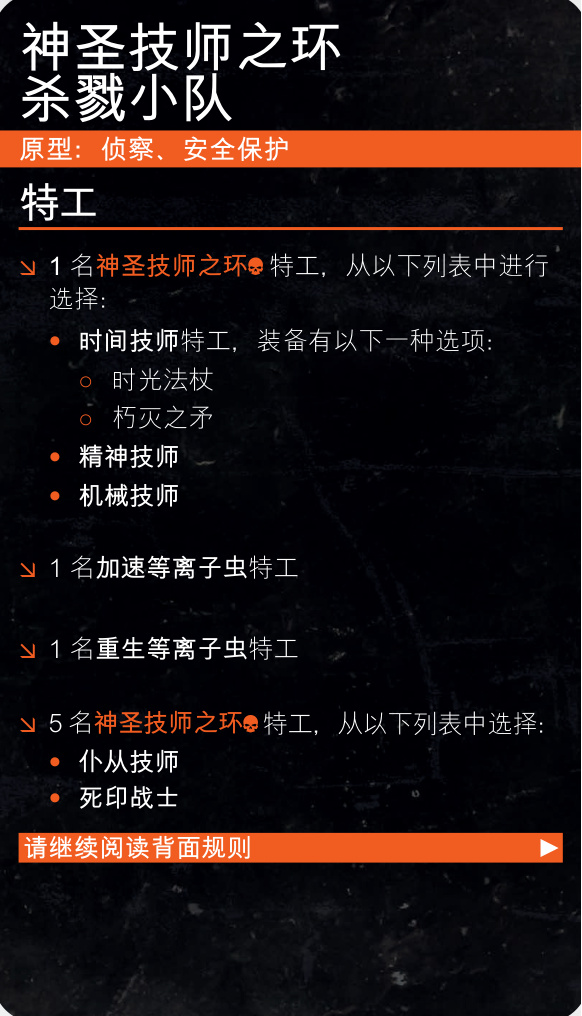 神圣技师之环
杀戮小队
原型：侦察、安全保护
特工
1 名神圣技师之环 特工，从以下列表中进行
选择：
时间技师特工，装备有以下一种选项：
时光法杖
朽灭之矛
精神技师
机械技师
1 名加速等离子虫特工
1 名重生等离子虫特工
5 名神圣技师之环 特工，从以下列表中选择：
仆从技师
死印战士
请继续阅读背面规则